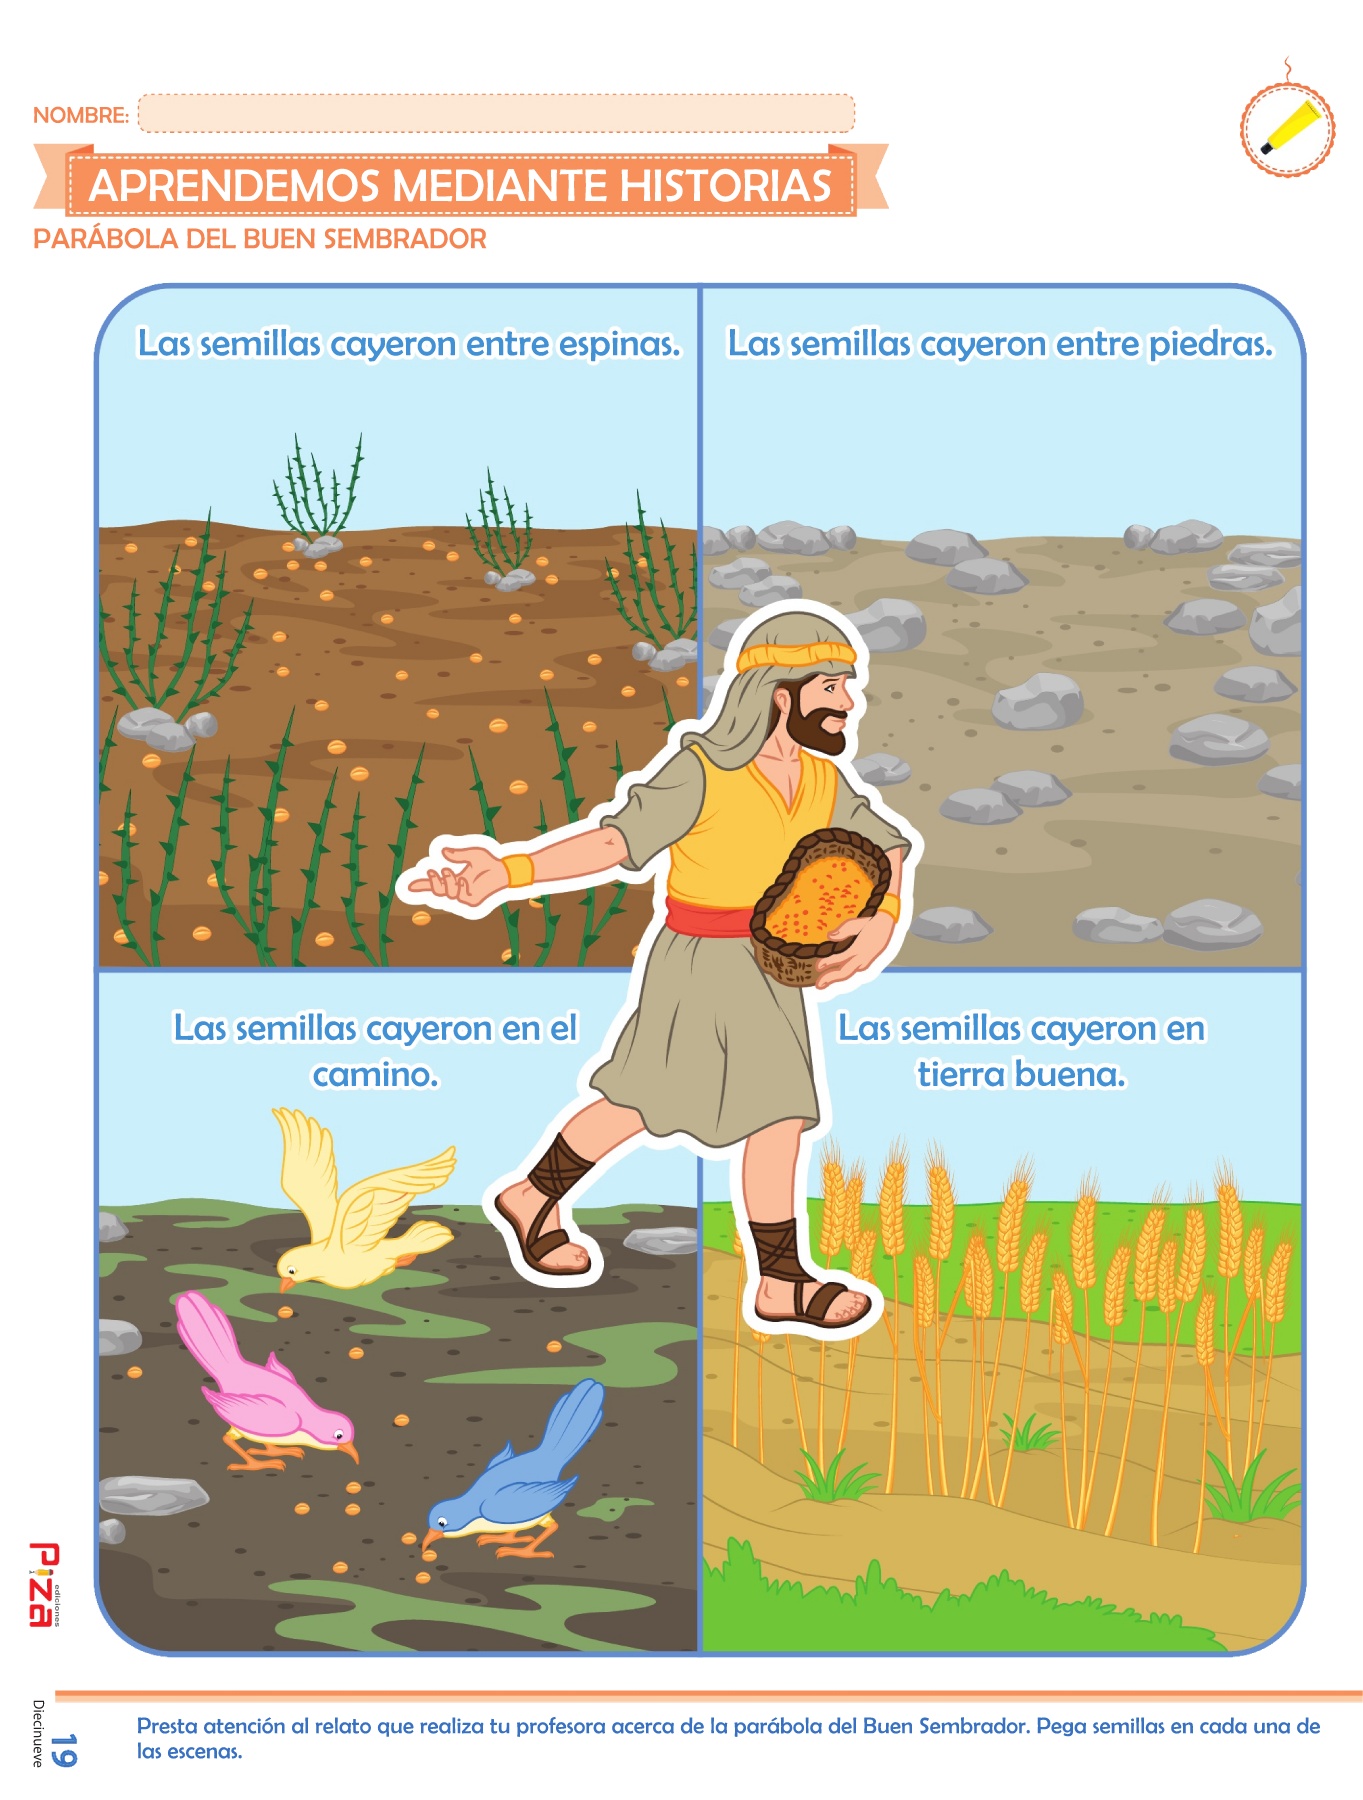 NOMBRE:
APRENDEMOS MEDIANTE HISTORIAS
PARÁBOLA DEL BUEN SEMBRADOR
Las semillas cayeron entre espinas.
Las semillas cayeron entre piedras.
Las semillas cayeron en el
camino.
Las semillas cayeron en
tierra buena.
Piza
ediciones
19
Diecinueve
Presta atención al relato que realiza tu profesora acerca de la parábola del Buen Sembrador. Pega semillas en cada una de
las escenas.